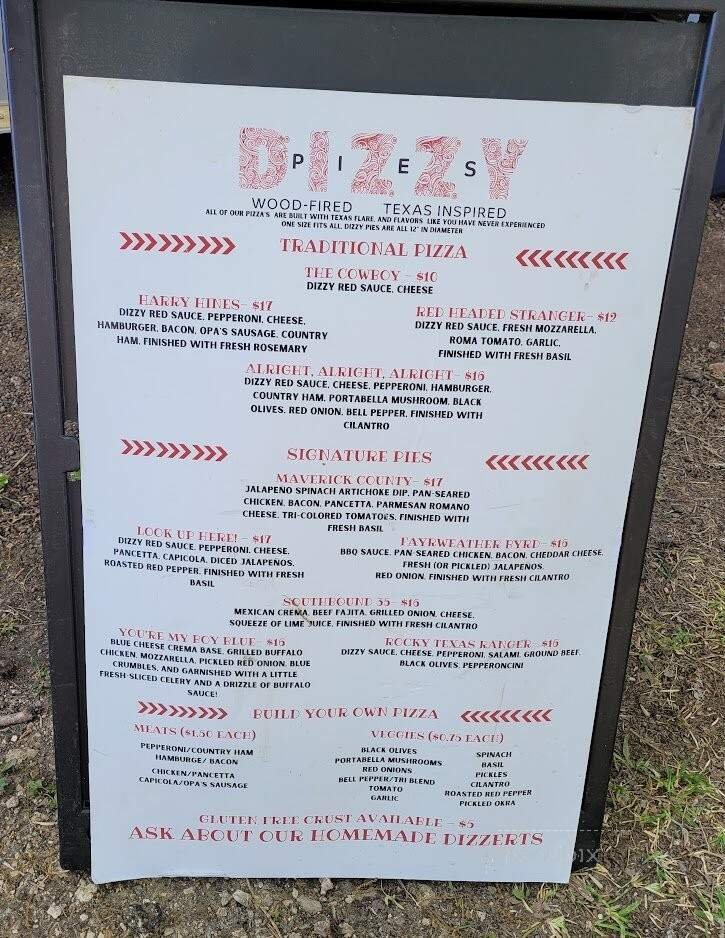 DIZZY
PIES
WOOD-FIRED TEXAS INSPIRED
ALL OF OUR PIZZA'S ARE BUILT WITH TEXAS FLARE, AND FLAVORS LIKE YOU HAVE NEVER EXPERIENCED
ONE SIZE FITS ALL, DIZZY PIES ARE ALL 12" IN DIAMETER
TRADITIONAL PIZZA
THE COWBOY - $10
DIZZY RED SAUCE, CHEESE
HARRY HINES- $17
DIZZY RED SAUCE, PEPPERONI, CHEESE,
HAMBURGER, BACON, OPA'S SAUSAGE, COUNTRY
HAM, FINISHED WITH FRESH ROSEMARY
RED HEADED STRANGER- $12
DIZZY RED SAUCE, FRESH MOZZARELLA,
ROMA TOMATO, GARLIC,
FINISHED WITH FRESH BASIL
ALRIGHT, ALRIGHT, ALRIGHT- $16
DIZZY RED SAUCE, CHEESE, PEPPERONI, HAMBURGER,
COUNTRY HAM, PORTABELLA MUSHROOM, BLACK
OLIVES, RED ONION, BELL PEPPER, FINISHED WITH
CILANTRO
SIGNATURE PIES
MAVERICK COUNTY- $17
JALAPENO SPINACH ARTICHOKE DIP, PAN-SEARED
CHICKEN, BACON, PANCETTA, PARMESAN ROMANO
CHEESE, TRI-COLORED TOMATOES, FINISHED WITH
FRESH BASIL
LOOK UP HERE! - $17
DIZZY RED SAUCE, PEPPERONI, CHEESE,
PANCETTA, CAPICOLA, DICED JALAPENOS,
ROASTED RED PEPPER, FINISHED WITH FRESH
BASIL
FAYRWEATHER BYRD- $16
BBQ SAUCE, PAN-SEARED CHICKEN, BACON, CHEDDAR CHEESE,
FRESH (OR PICKLED) JALAPENOS,
RED ONION, FINISHED WITH FRESH CILANTRO
SOUTHBOUND 35- $16
MEXICAN CREMA, BEEF FAJITA, GRILLED ONION, CHEESE,
SQUEEZE OF LIME JUICE, FINISHED WITH FRESH CILANTRO
YOU'RE MY BOY BLUE- $16
BLUE CHEESE CREMA BASE, GRILLED BUFFALO
CHICKEN, MOZZARELLA, PICKLED RED ONION, BLUE
CRUMBLES, AND GARNISHED WITH A LITTLE
FRESH-SLICED CELERY AND A DRIZZLE OF BUFFALO
SAUCE!
ROCKY TEXAS RANGER- $16
DIZZY SAUCE, CHEESE, PEPPERONI, SALAMI, GROUND BEEF,
BLACK OLIVES, PEPPERONCINI
BUILD YOUR OWN PIZZA
MEATS ($1.50 EACH)
PEPPERONI/COUNTRY HAM
HAMBURGE/ BACON
CHICKEN/PANCETTA
CAPICOLA/OPA'S SAUSAGE
VEGGIES ($0.75 EACH)
BLACK OLIVES
PORTABELLA MUSHROOMS
RED ONIONS
BELL PEPPER/TRI BLEND
TOMATO
GARLIC
SPINACH
BASIL
PICKLES
CILANTRO
ROASTED RED PEPPER
PICKLED OKRA
GLUTEN FREE CRUST AVAILABLE - $5
ASK ABOUT OUR HOMEMADE DIZZERTS